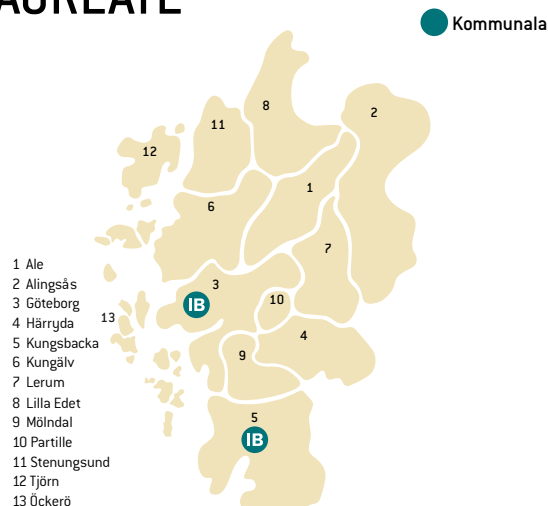 AUREATE
Kommunala
8
2
11
12
1
6
7
3
IB
10
13
4
9
5
IB
1 Ale
2 Alingsås
3 Göteborg
4 Härryda
5 Kungsbacka
6 Kungälv
7 Lerum
8 Lilla Edet
9 Mölndal
10 Partille
11 Stenungsund
12 Tjörn
13 Öckerö